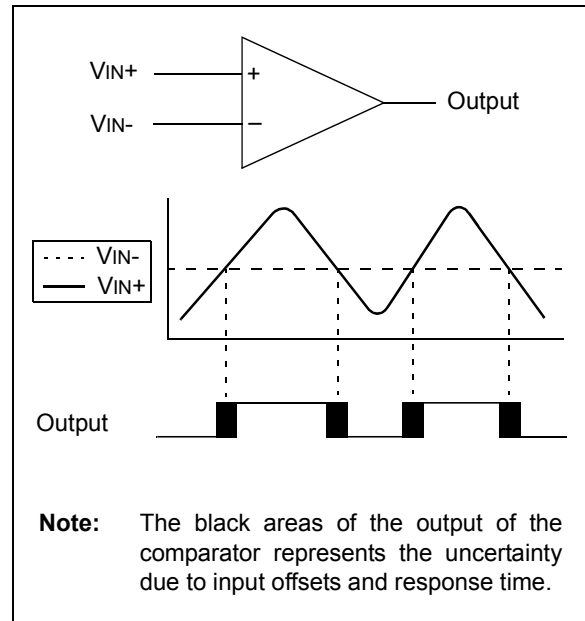 VIN+
+
Output
VIN-
–
VIN-
VIN+
Output
Note: The black areas of the output of the
comparator represents the uncertainty
due to input offsets and response time.